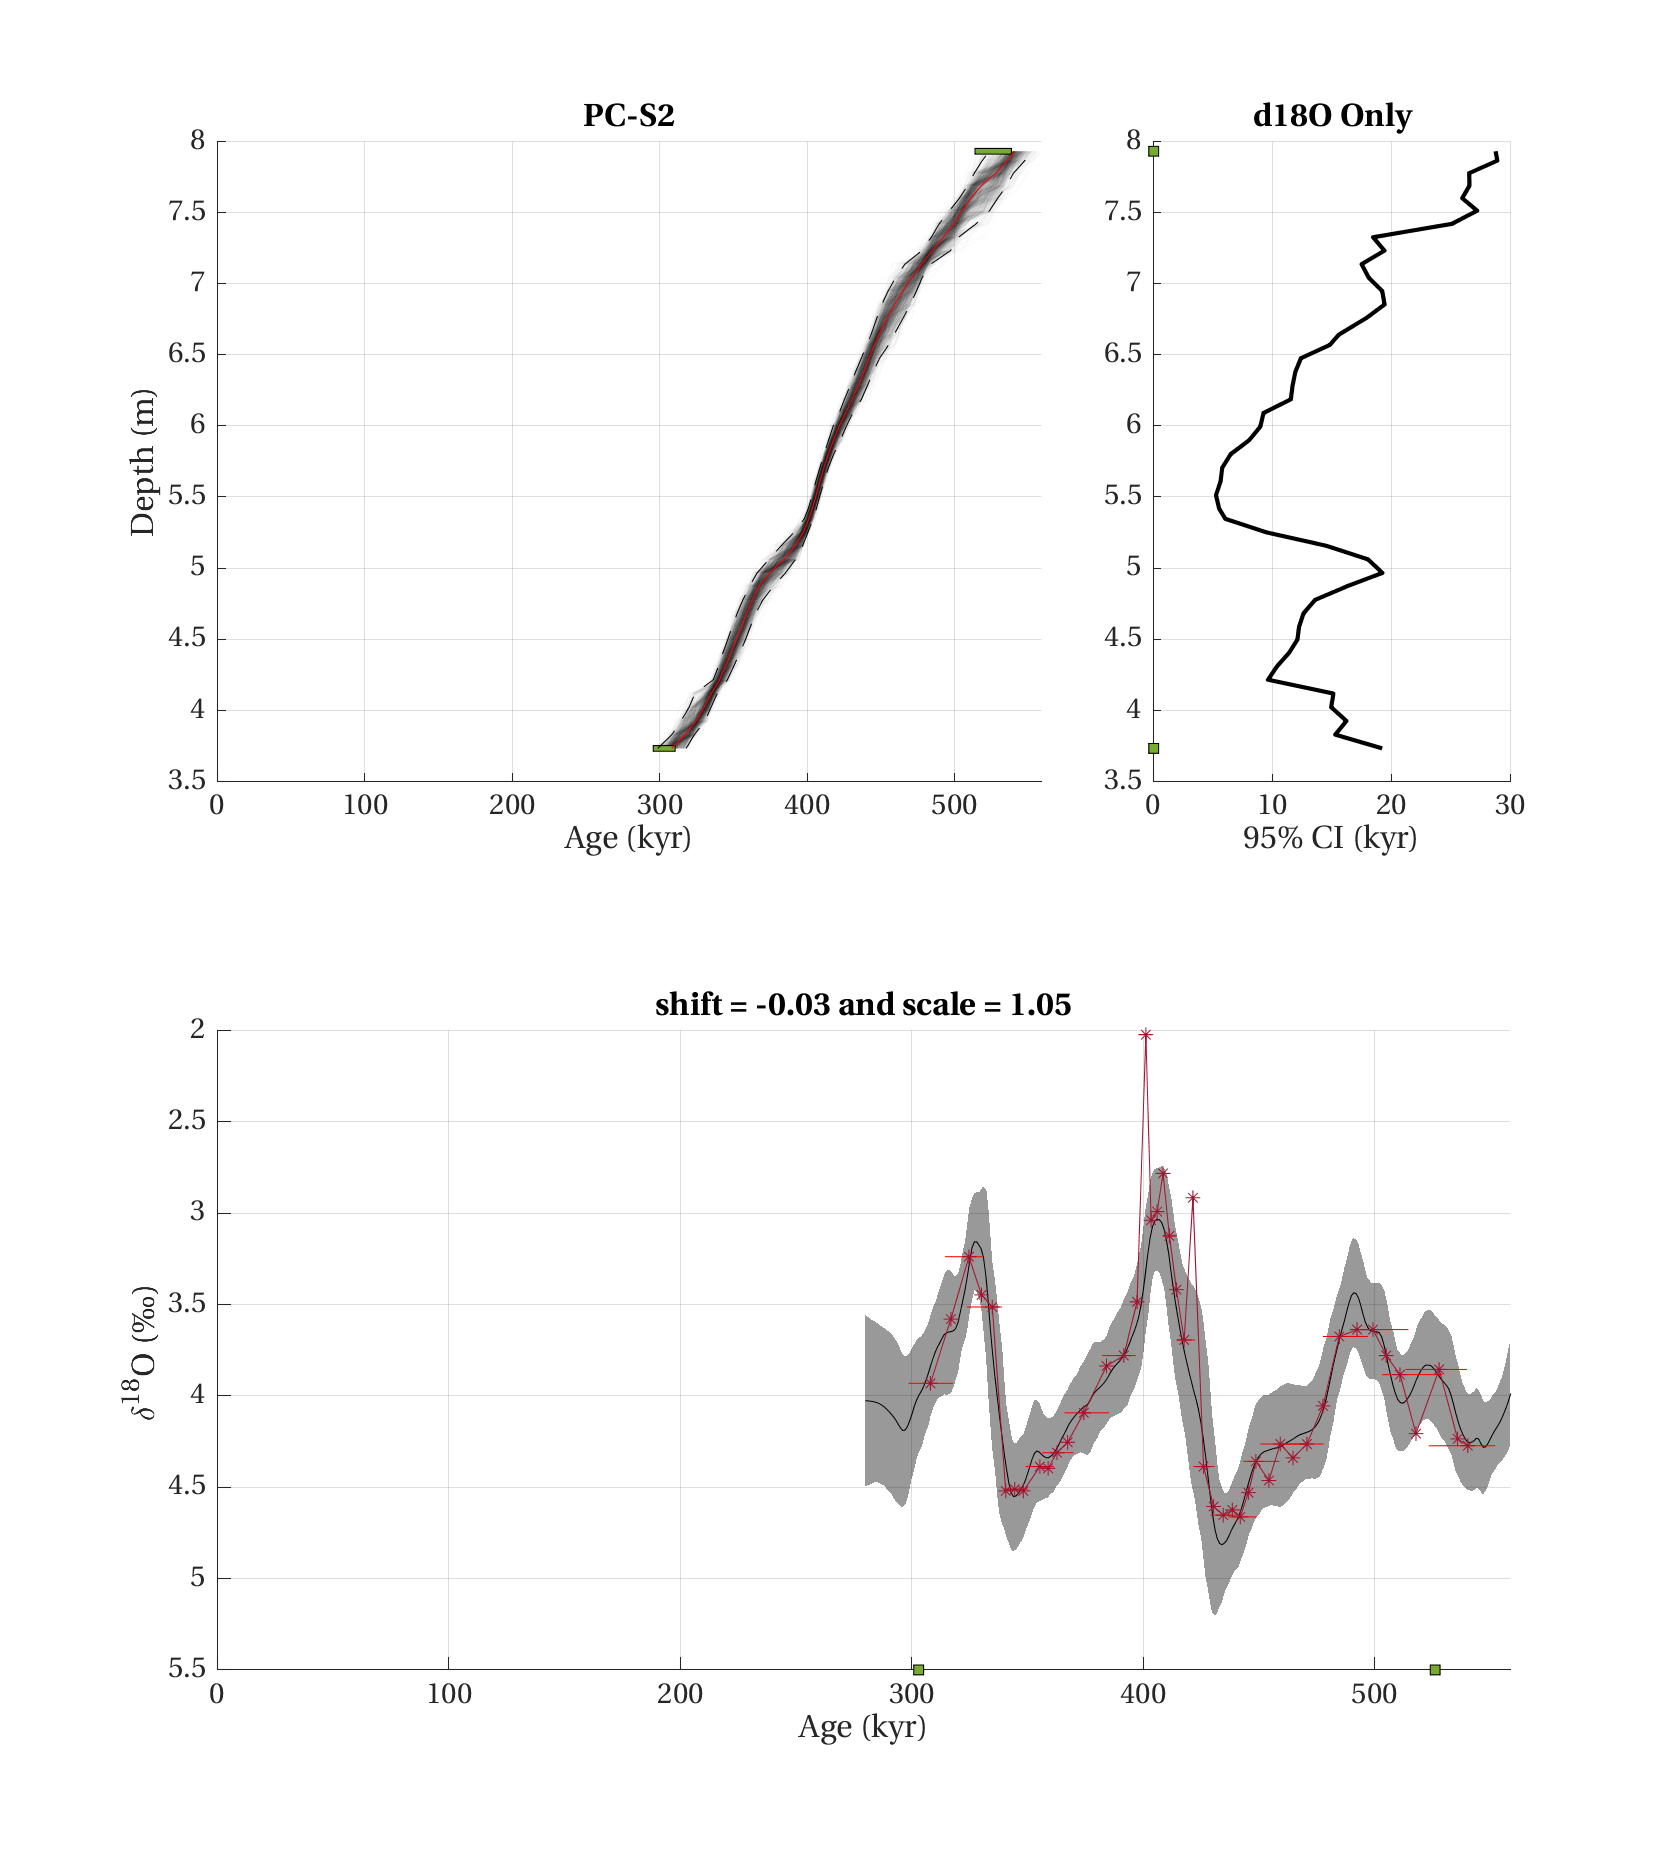 PC-S2
8
7.5
7
6.5
6
5.5
5
4.5
4
3.5
Depth (m)
0 100 200 300 400 500
Age (kyr)
d18O Only
8
7.5
7
6.5
6
5.5
5
4.5
4
3.5
0 10 20 30
95% CI (kyr)
shift = -0.03 and scale = 1.05
2
2.5
3
3.5
4
4.5
5
5.5
δ18O (‰)
0 100 200 300 400 500
Age (kyr)